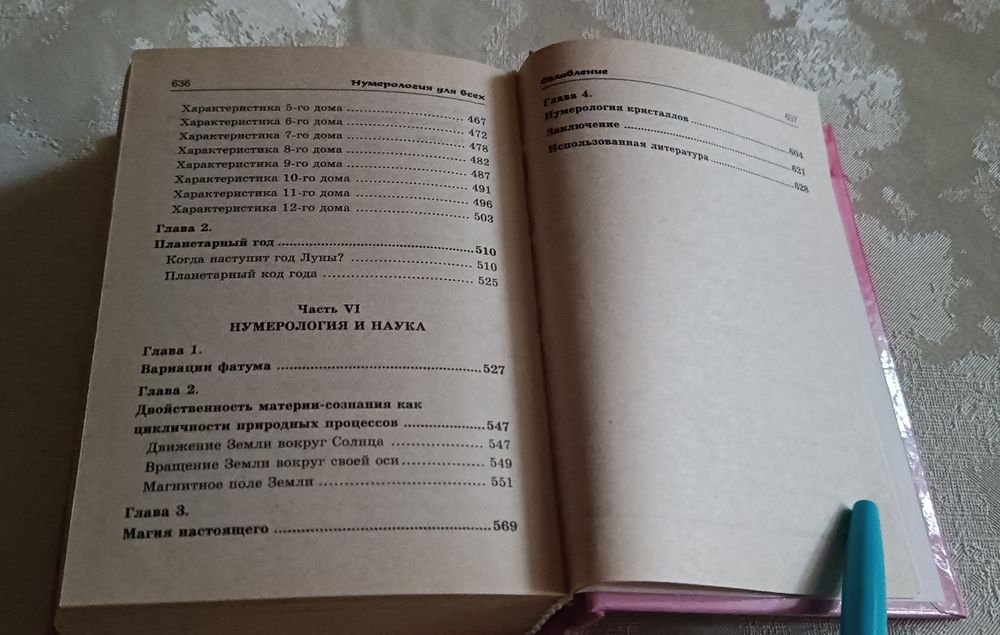 636 Нумерология для всех
Характеристика 5-го дома 467
Характеристика 6-го дома 472
Характеристика 7-го дома 478
Характеристика 8-го дома 482
Характеристика 9-го дома 487
Характеристика 10-го дома 491
Характеристика 11-го дома 496
Характеристика 12-го дома 503
Глава 2.
Планетарный год 510
Когда наступит год Луны? 510
Планетарный код года 525
Часть VI
НУМЕРОЛОГИЯ И НАУКА
Глава 1.
Вариации фатума 527
Глава 2.
Двойственность материи-сознания как
цикличности природных процессов 547
Движение Земли вокруг Солнца 547
Вращение Земли вокруг своей оси 549
Магнитное поле Земли 551
Глава 3.
Магия настоящего 569
Оглавление 637
Глава 4.
Нумерология кристаллов 604
Заключение 621
Использованная литература 628